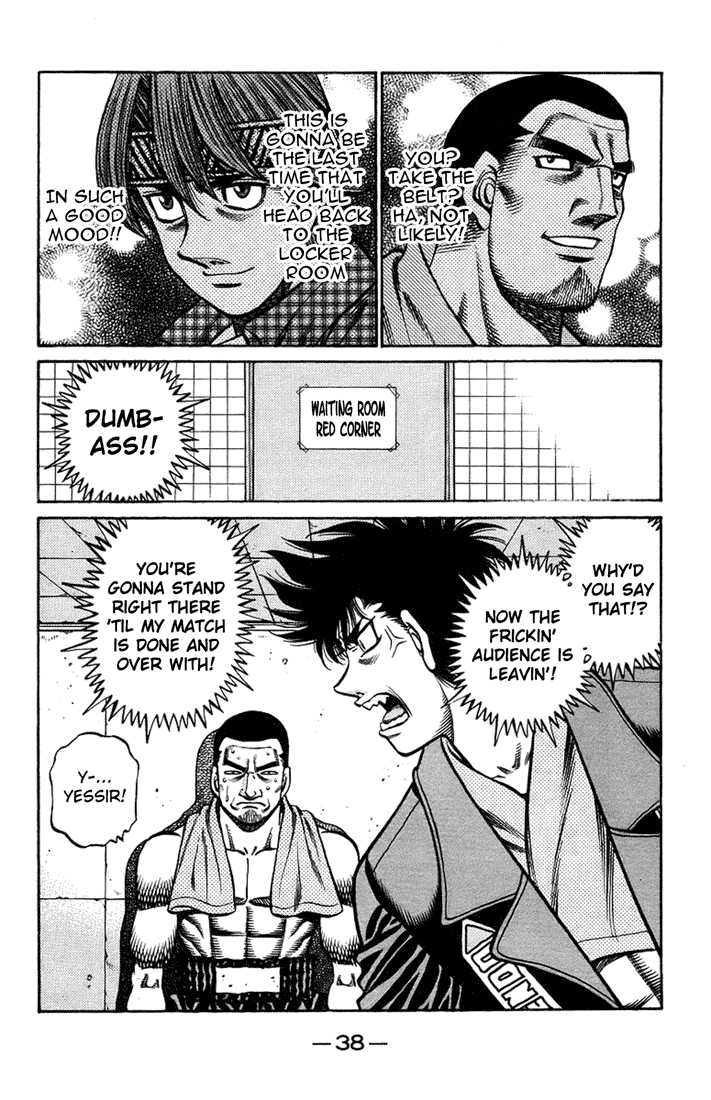 YOU?
TAKE THE
BELT?
HA, NOT
LIKELY!
THIS IS
GONNA BE
THE LAST
TIME THAT
YOU'LL
HEAD BACK
TO THE
LOCKER
ROOM
IN SUCH
A GOOD
MOOD!!
DUMB-
ASS!!
WAITING ROOM
RED CORNER
WHY'D
YOU SAY
THAT!?
NOW THE
FRICKIN'
AUDIENCE IS
LEAVIN'!
YOU'RE
GONNA STAND
RIGHT THERE
'TIL MY MATCH
IS DONE AND
OVER WITH!
Y-...
YESSIR!
— 38 —